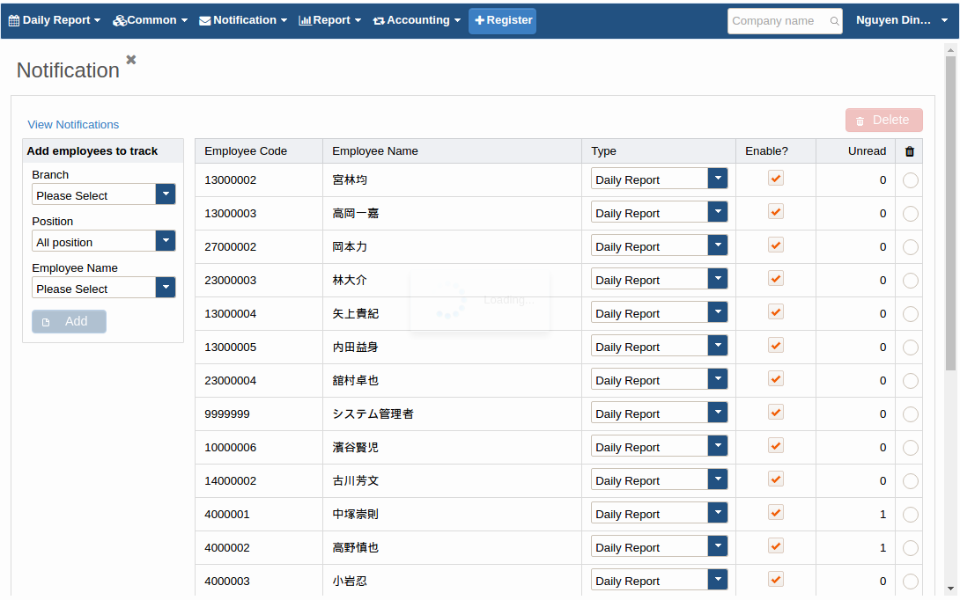 Daily Report Common Notification Report Accounting Register Company name Nguyen Din...
Notification
Delete
View Notifications
Add employees to track
Branch
Please Select
Position
All position
Employee Name
Please Select
Add
Employee Code Employee Name Type Enable? Unread
13000002 宮林均 Daily Report 0
13000003 高岡一嘉 Daily Report 0
27000002 岡本力 Daily Report 0
23000003 林大介 Daily Report 0
Loading...
13000004 矢上貴紀 Daily Report 0
13000005 内田益身 Daily Report 0
23000004 舘村卓也 Daily Report 0
9999999 システム管理者 Daily Report 0
10000006 濱谷賢児 Daily Report 0
14000002 古川芳文 Daily Report 0
4000001 中塚崇則 Daily Report 1
4000002 高野慎也 Daily Report 1
4000003 小岩忍 Daily Report 0